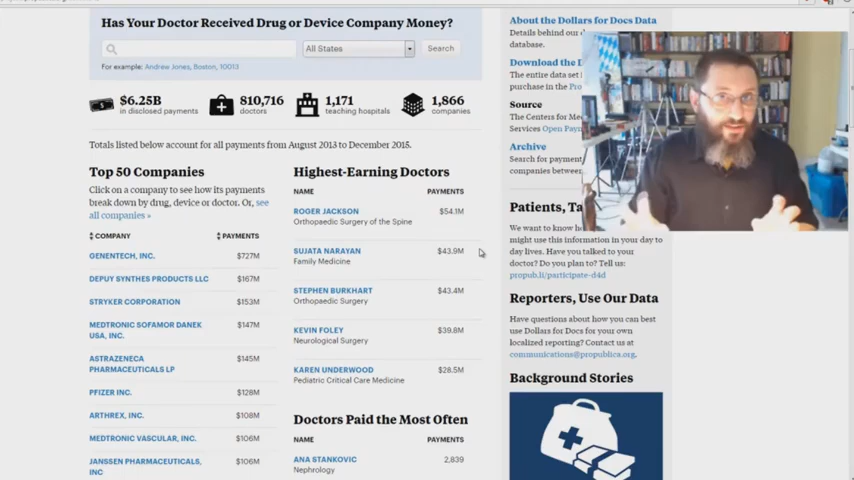 Has Your Doctor Received Drug or Device Company Money?
All States
Search
For example: Andrew Jones, Boston, 10013
$6.25B
in disclosed payments
810,716
doctors
1,171
teaching hospitals
1,866
companies
Totals listed below account for all payments from August 2013 to December 2015.
Top 50 Companies
Click on a company to see how its payments
break down by drug, device or doctor. Or, see
all companies »
COMPANY
PAYMENTS
GENENTECH, INC.
$727M
DEPUY SYNTHES PRODUCTS LLC
$167M
STRYKER CORPORATION
$153M
MEDTRONIC SOFAMOR DANEK
USA, INC.
$147M
ASTRAZENECA
PHARMACEUTICALS LP
$145M
PFIZER INC.
$128M
ARTHREX, INC.
$108M
MEDTRONIC VASCULAR, INC.
$106M
JANSSEN PHARMACEUTICALS,
INC
$106M
Highest-Earning Doctors
NAME
PAYMENTS
ROGER JACKSON
$54.1M
Orthopaedic Surgery of the Spine
SUJATA NARAYAN
$43.9M
Family Medicine
STEPHEN BURKHART
$43.4M
Orthopaedic Surgery
KEVIN FOLEY
$39.8M
Neurological Surgery
KAREN UNDERWOOD
$28.5M
Pediatric Critical Care Medicine
Doctors Paid the Most Often
NAME
PAYMENTS
ANA STANKOVIC
2,839
Nephrology
About the Dollars for Docs Data
Details behind our
database.
Download the
The entire data set
purchase in the
Source
The Centers for
Services Open
Archive
Search for
companies
Patients,
We want to know
might use this information in your day to
day lives. Have you talked to your
doctor? Do you plan to? Tell us:
propub.li/participate-d4d
Reporters, Use Our Data
Have questions about how you can best
use Dollars for Docs for your own
localized reporting? Contact us at
communications@propublica.org.
Background Stories